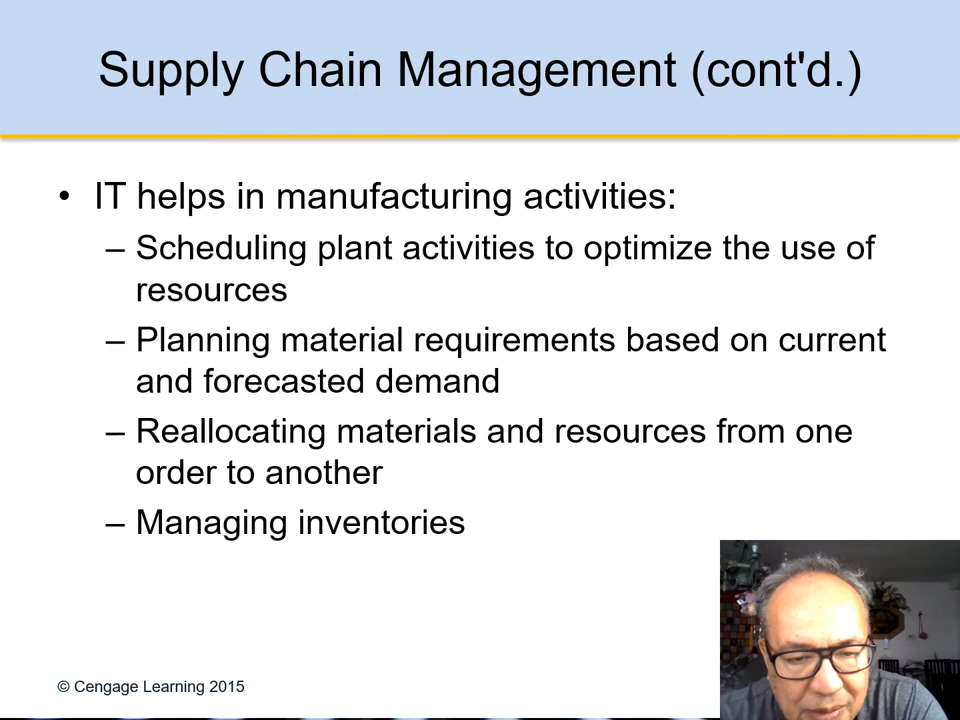 Supply Chain Management (cont'd.)
• IT helps in manufacturing activities:
– Scheduling plant activities to optimize the use of
resources
– Planning material requirements based on current
and forecasted demand
– Reallocating materials and resources from one
order to another
– Managing inventories
© Cengage Learning 2015